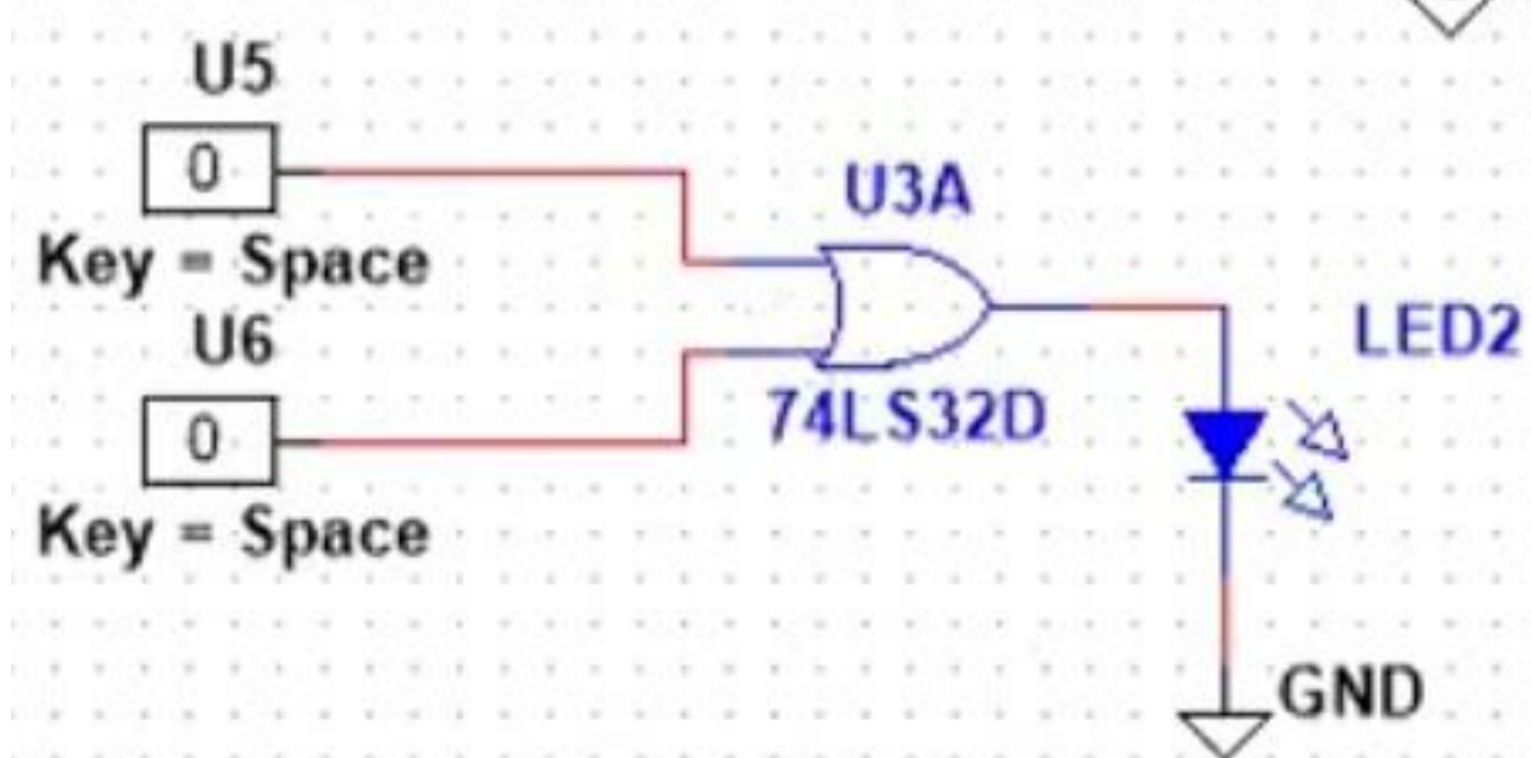 U5
0
Key = Space
U6
0
Key = Space
U3A
74LS32D
LED2
GND